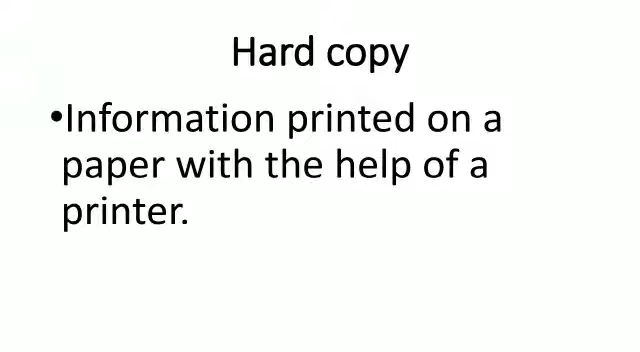 Hard copy
•Information printed on a
paper with the help of a
printer.